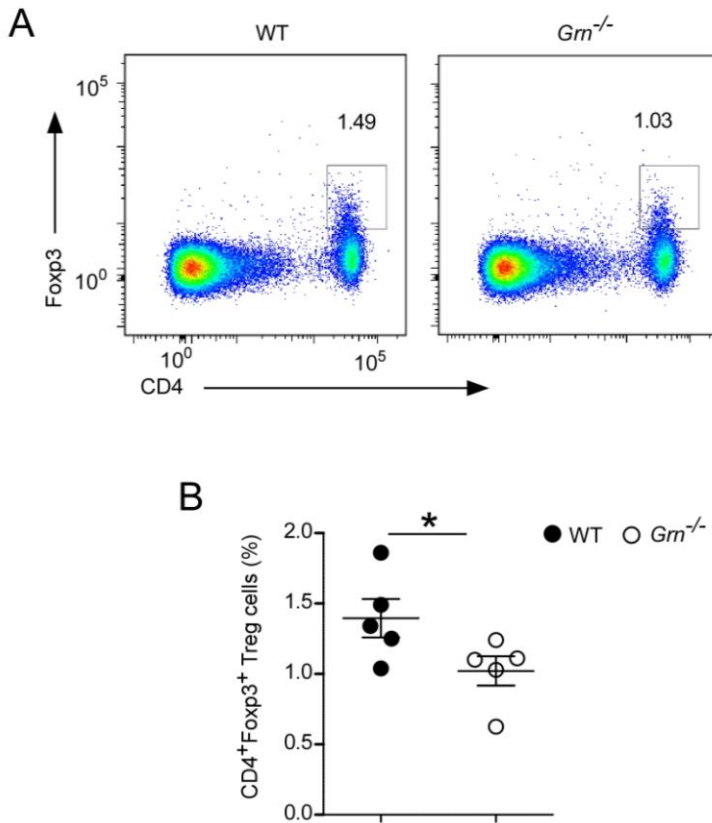 A
WT
Grn-/-
10^5
1.49
1.03
Foxp3
10^0
10^0
10^5
CD4
B
*
● WT ○ Grn-/-
CD4+Foxp3+ Treg cells (%)
2.0
1.5
1.0
0.5
0.0